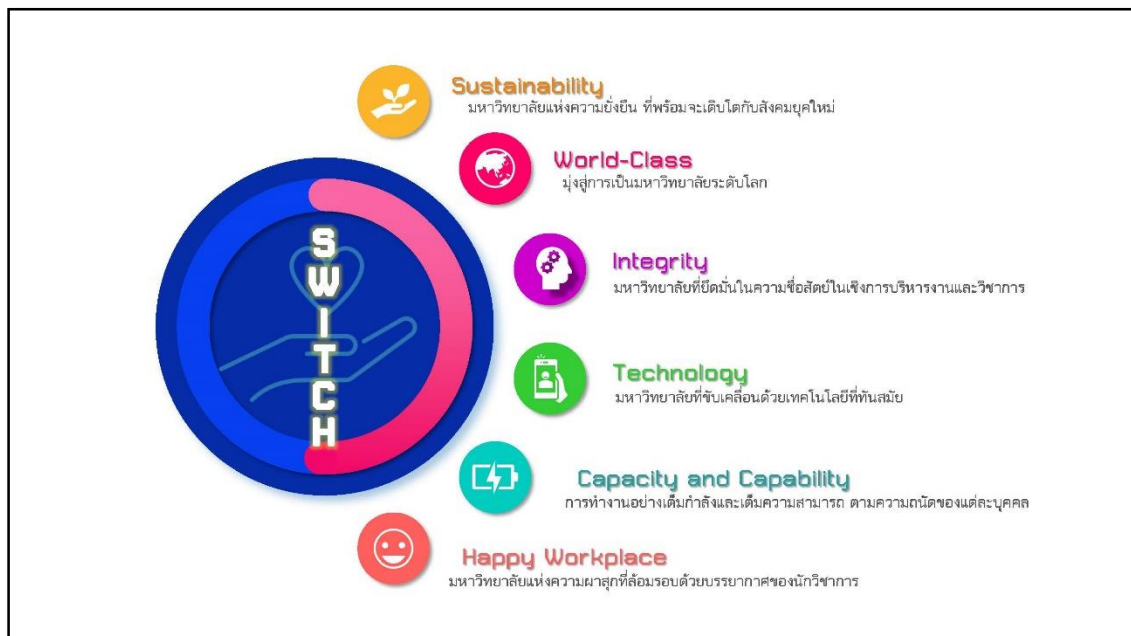 SWITCH
Sustainability
มหาวิทยาลัยแห่งความยั่งยืน ที่พร้อมจะเติบโตกับสังคมยุคใหม่
World-Class
มุ่งสู่การเป็นมหาวิทยาลัยระดับโลก
Integrity
มหาวิทยาลัยที่ยึดมั่นในความซื่อสัตย์ในเชิงการบริหารงานและวิชาการ
Technology
มหาวิทยาลัยที่ขับเคลื่อนด้วยเทคโนโลยีที่ทันสมัย
Capacity and Capability
การทำงานอย่างเต็มกำลังและเต็มความสามารถ ตามความถนัดของแต่ละบุคคล
Happy Workplace
มหาวิทยาลัยแห่งความผาสุกที่ล้อมรอบด้วยบรรยากาศของนักวิชาการ